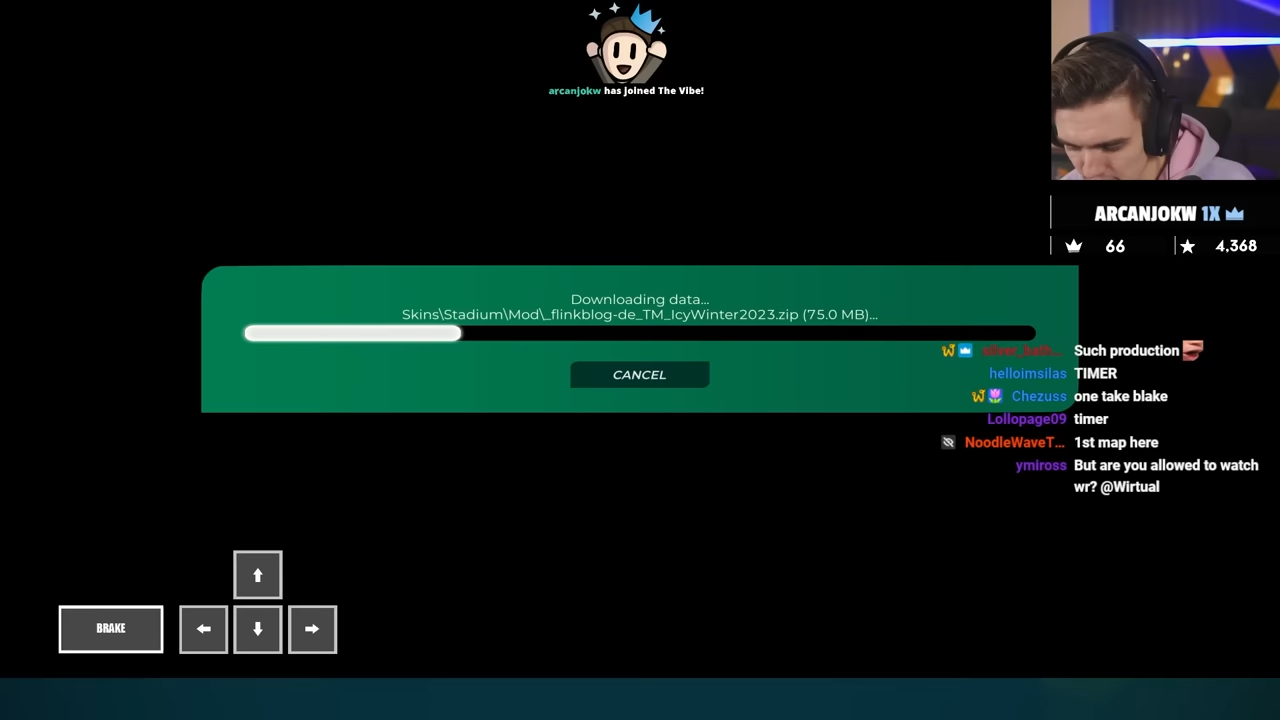 arcanjokw has joined The Vibe!
ARCANJOKW 1X
66
4,368
Downloading data...
Skins\Stadium\Mod\_flinkblog-de_TM_IcyWinter2023.zip (75.0 MB)...
CANCEL
Such production
helloimsilas TIMER
Chezuss one take blake
Lollopage09 timer
NoodleWaveT... 1st map here
ymiross But are you allowed to watch
wr? @Wirtual
BRAKE